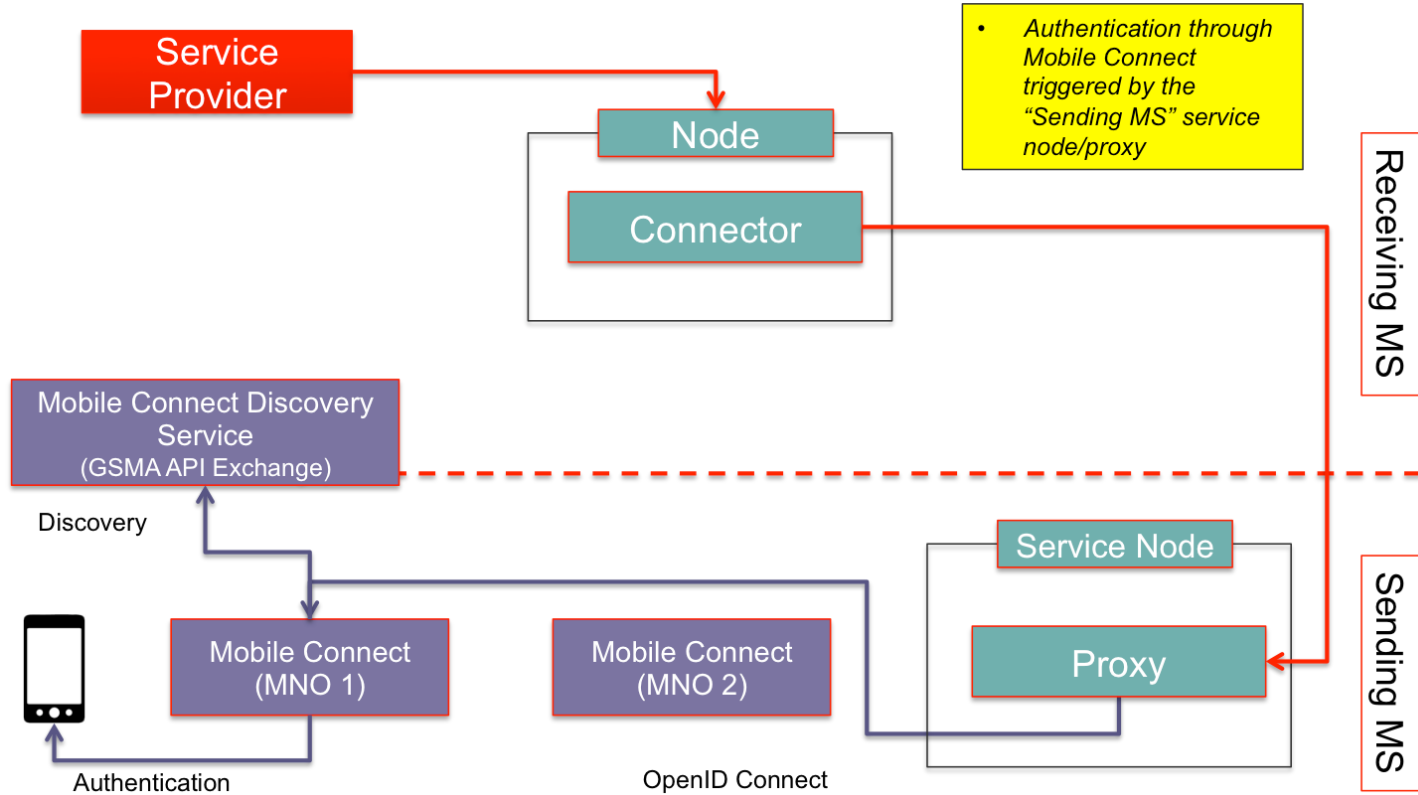 Service
Provider
• Authentication through
Mobile Connect
triggered by the
“Sending MS” service
node/proxy
Node
Connector
Receiving MS
Mobile Connect Discovery
Service
(GSMA API Exchange)
Discovery
Service Node
Sending MS
Mobile Connect
(MNO 1)
Mobile Connect
(MNO 2)
Proxy
Authentication
OpenID Connect